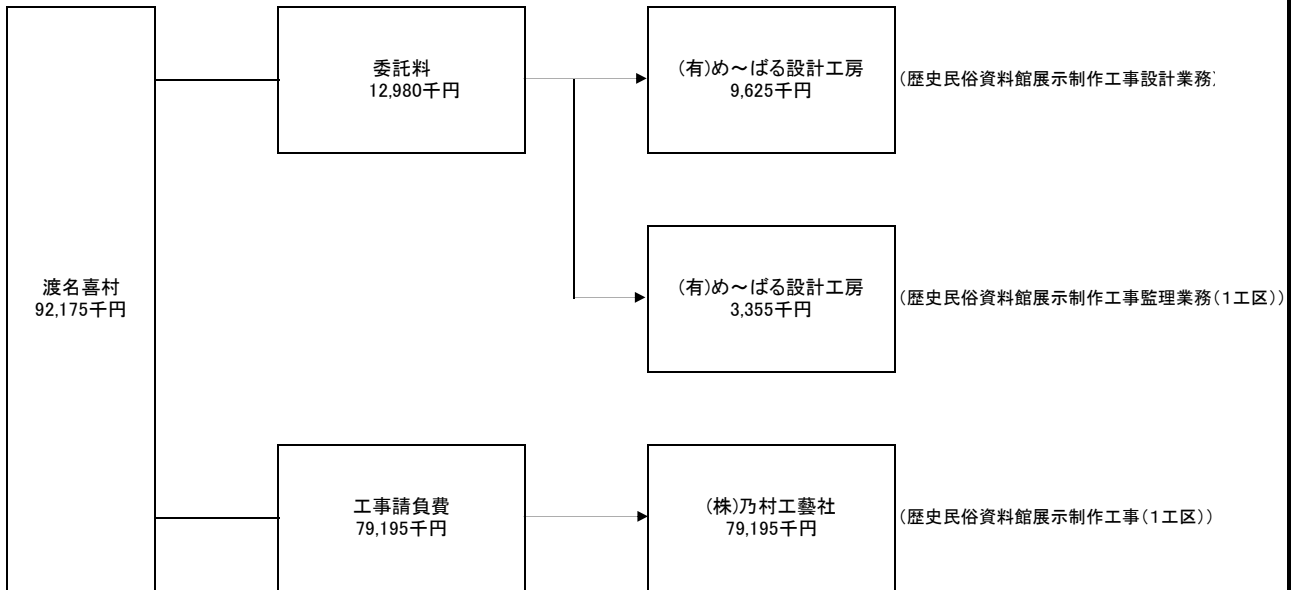 委託料
12,980千円
(有)め～ばる設計工房
9,625千円
(歴史民俗資料館展示制作工事設計業務)
(有)め～ばる設計工房
3,355千円
(歴史民俗資料館展示制作工事監理業務(1工区))
渡名喜村
92,175千円
工事請負費
79,195千円
(株)乃村工藝社
79,195千円
(歴史民俗資料館展示制作工事(1工区))